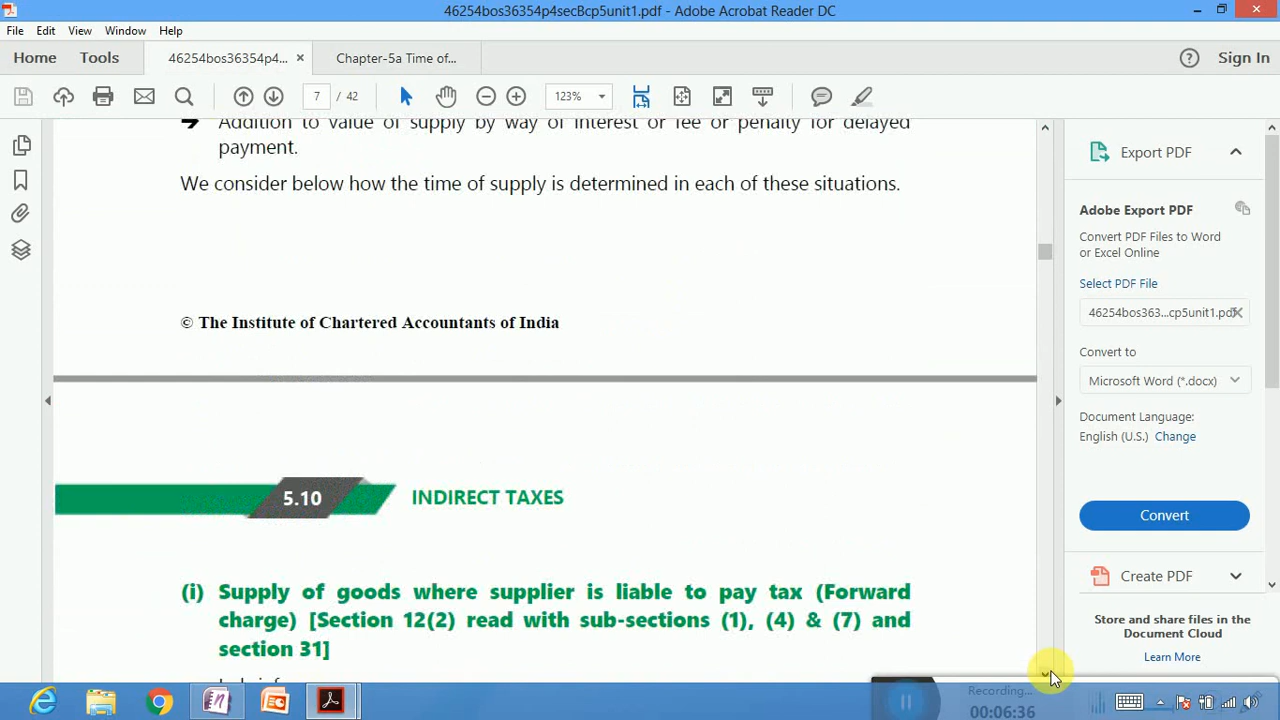 46254bos36354p4secBcp5unit1.pdf - Adobe Acrobat Reader DC
File Edit View Window Help
Home Tools 46254bos36354p4... × Chapter-5a Time of... Sign In
7 / 42 123%
Addition to value of supply by way of interest or fee or penalty for delayed
payment.
We consider below how the time of supply is determined in each of these situations.
© The Institute of Chartered Accountants of India
5.10 INDIRECT TAXES
(i) Supply of goods where supplier is liable to pay tax (Forward
charge) [Section 12(2) read with sub-sections (1), (4) & (7) and
section 31]
Export PDF
Adobe Export PDF
Convert PDF Files to Word
or Excel Online
Select PDF File
46254bos363...cp5unit1.pdf
Convert to
Microsoft Word (*.docx)
Document Language:
English (U.S.) Change
Convert
Create PDF
Store and share files in the
Document Cloud
Learn More
Recording...
00:06:36